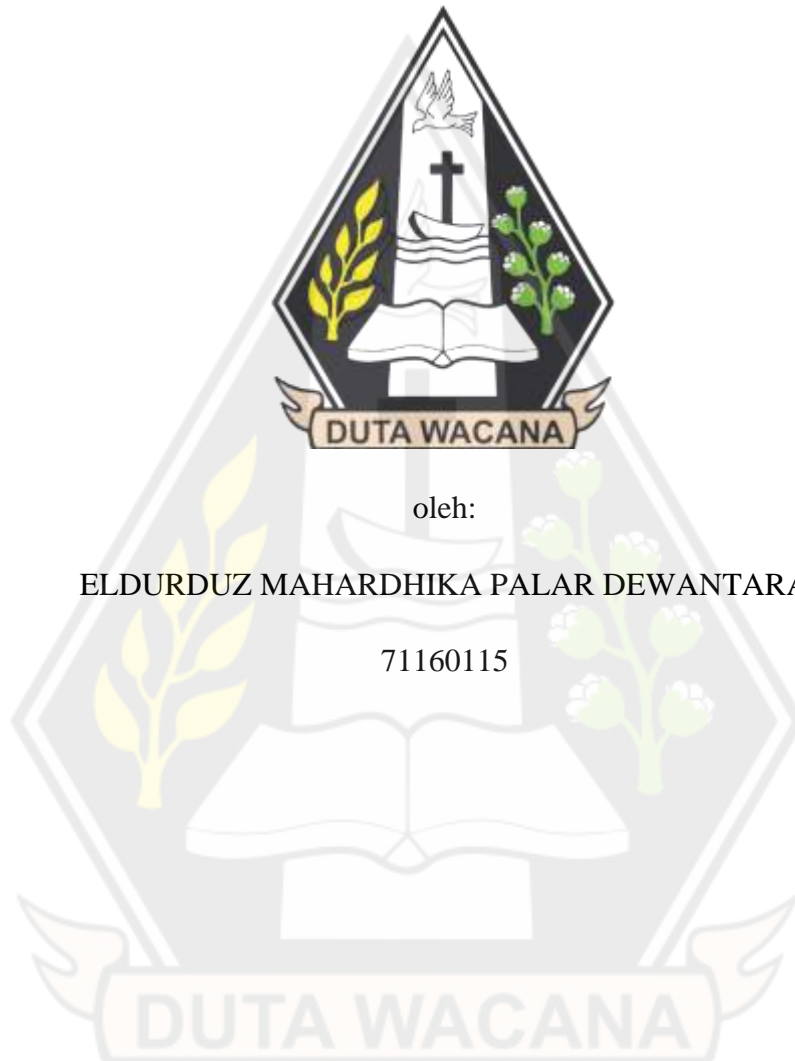 DUTA WACANA
oleh:
ELDURDUZ MAHARDHIKA PALAR DEWANTARA
71160115
DUTA WACANA